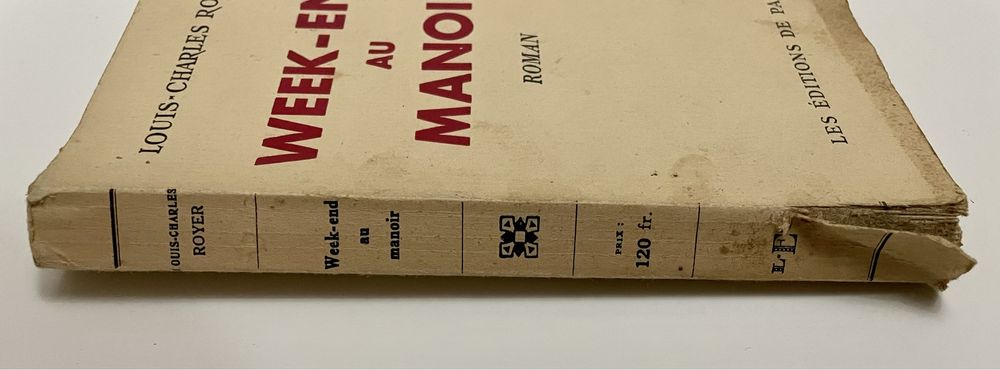 LOUIS-CHARLES RO
WEEK-EN
AU
MANOI
ROMAN
LES ÉDITIONS DE PA
LOUIS-CHARLES
ROYER
Week-end
au
manoir
PRIX :
120 fr.